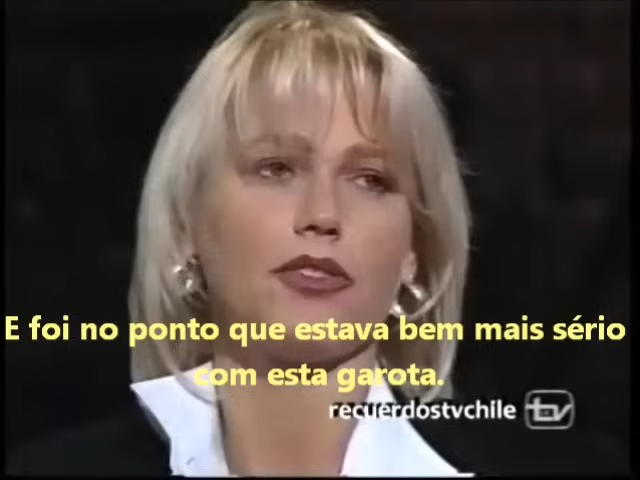 E foi no ponto que estava bem mais sério
com esta garota.
recuerdostvchile tv